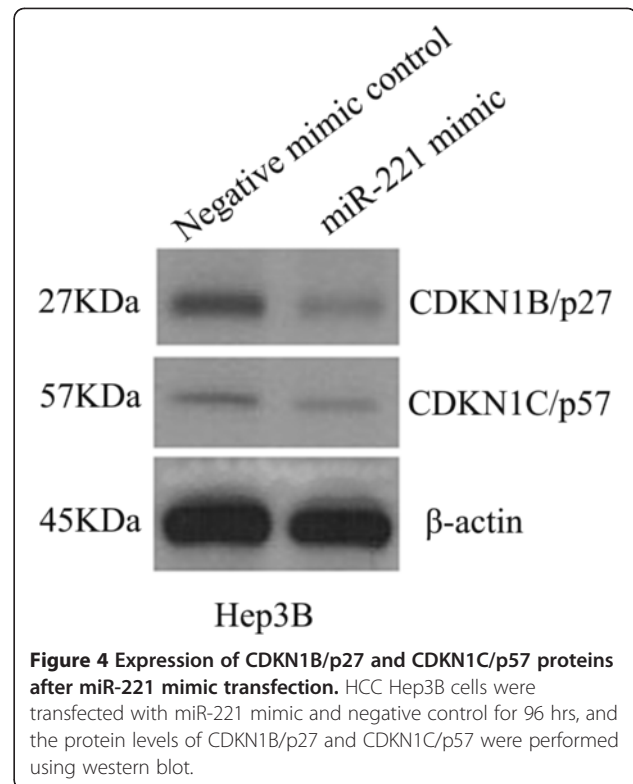 Negative mimic control
miR-221 mimic
27KDa CDKN1B/p27
57KDa CDKN1C/p57
45KDa β-actin
Hep3B
Figure 4 Expression of CDKN1B/p27 and CDKN1C/p57 proteins
after miR-221 mimic transfection. HCC Hep3B cells were
transfected with miR-221 mimic and negative control for 96 hrs, and
the protein levels of CDKN1B/p27 and CDKN1C/p57 were performed
using western blot.